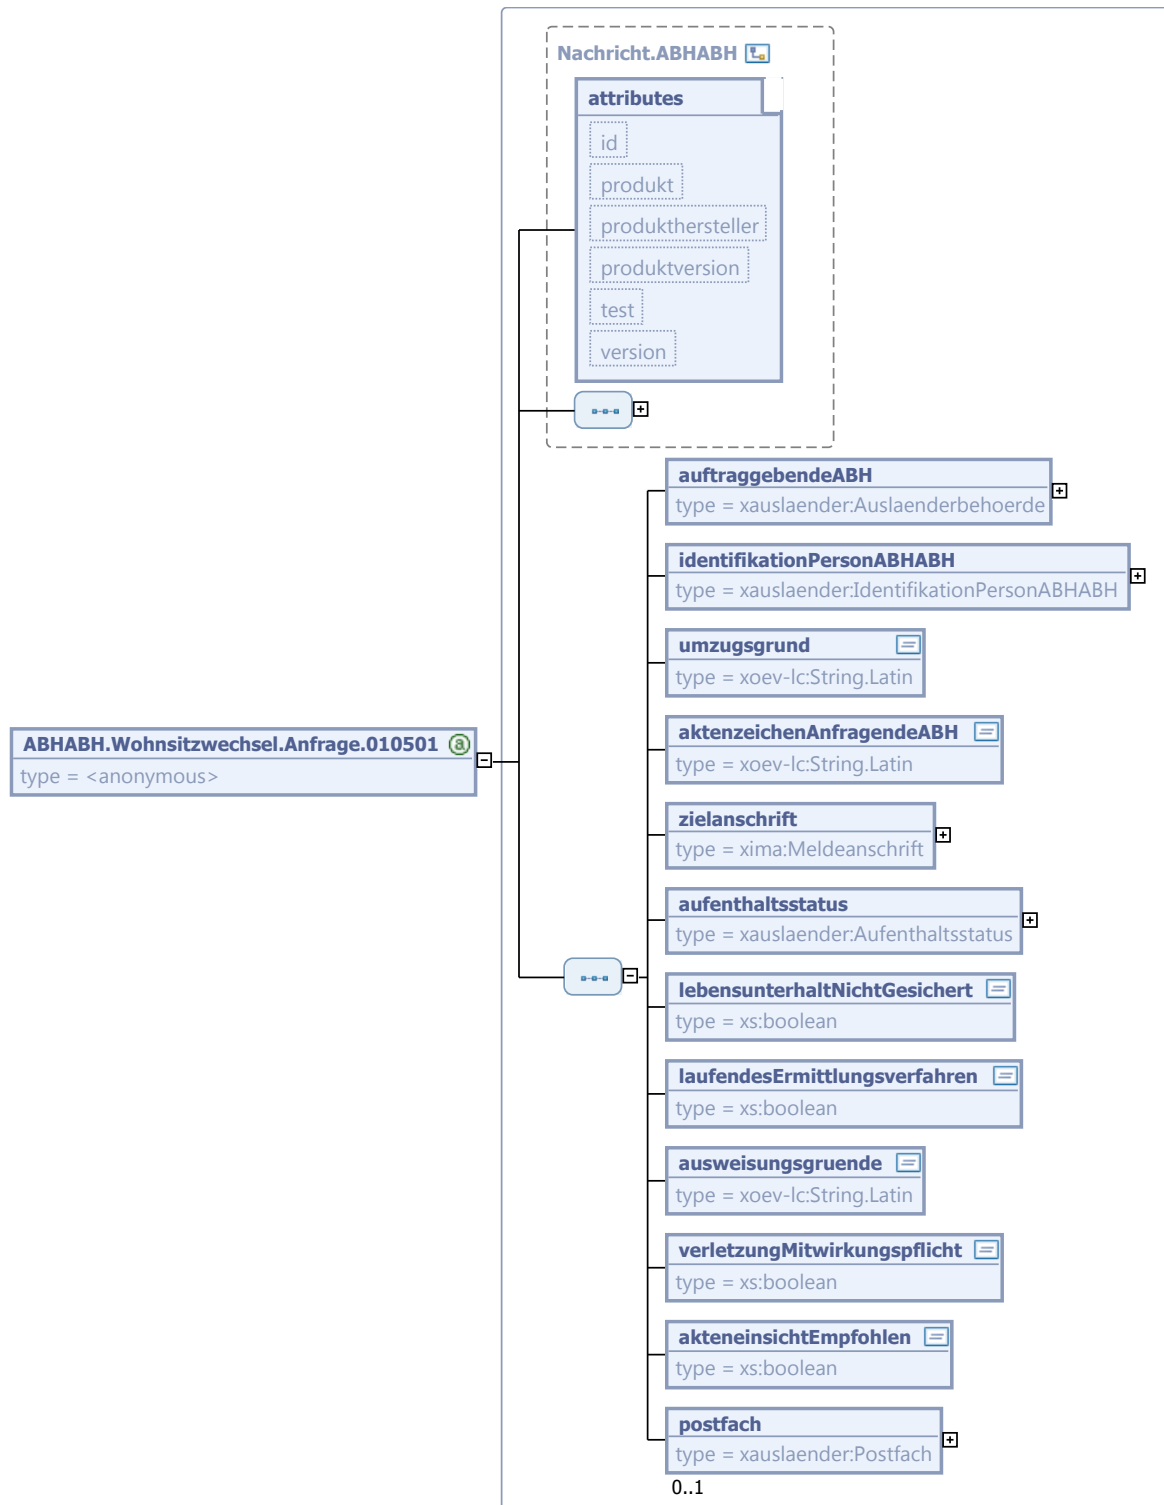 Nachricht.ABHABH
attributes
id
produkt
produkthersteller
produktversion
test
version
auftraggebendeABH
type = xauslaender:Auslaenderbehoerde
identifikationPersonABHABH
type = xauslaender:IdentifikationPersonABHABH
umzugsgrund
type = xoev-lc:String.Latin
ABHABH.Wohnsitzwechsel.Anfrage.010501
type = <anonymous>
aktenzeichenAnfragendeABH
type = xoev-lc:String.Latin
zielanschrift
type = xima:Meldeanschrift
aufenthaltsstatus
type = xauslaender:Aufenthaltsstatus
lebensunterhaltNichtGesichert
type = xs:boolean
laufendesErmittlungsverfahren
type = xs:boolean
ausweisungsgruende
type = xoev-lc:String.Latin
verletzungMitwirkungspflicht
type = xs:boolean
akteneinsichtEmpfohlen
type = xs:boolean
postfach
type = xauslaender:Postfach
0..1